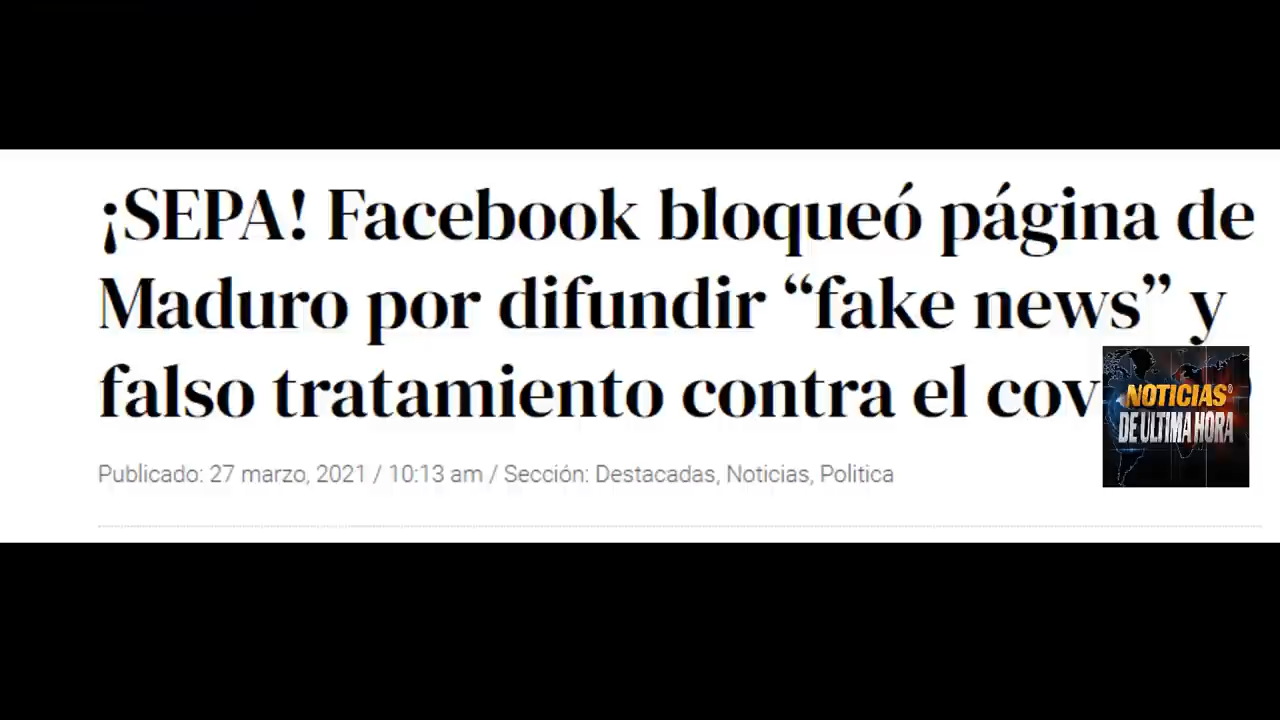 ¡SEPA! Facebook bloqueó página de
Maduro por difundir “fake news” y
falso tratamiento contra el cov
Publicado: 27 marzo, 2021 / 10:13 am / Sección: Destacadas, Noticias, Politica
NOTICIAS®
DE ULTIMA HORA